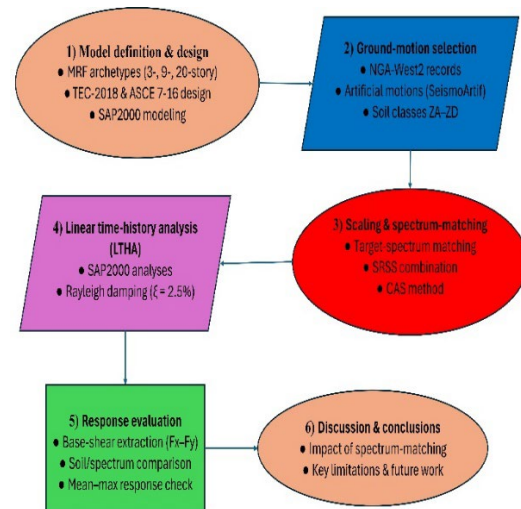 1) Model definition & design
● MRF archetypes (3-, 9-, 20-story)
● TEC-2018 & ASCE 7-16 design
● SAP2000 modeling
2) Ground-motion selection
● NGA-West2 records
● Artificial motions (SeismoArtif)
● Soil classes ZA–ZD
3) Scaling & spectrum-matching
● Target-spectrum matching
● SRSS combination
● CAS method
4) Linear time-history analysis
(LTHA)
● SAP2000 analyses
● Rayleigh damping (ξ = 2.5%)
5) Response evaluation
● Base-shear extraction (Fx–Fy)
● Soil/spectrum comparison
● Mean–max response check
6) Discussion & conclusions
● Impact of spectrum-matching
● Key limitations & future work